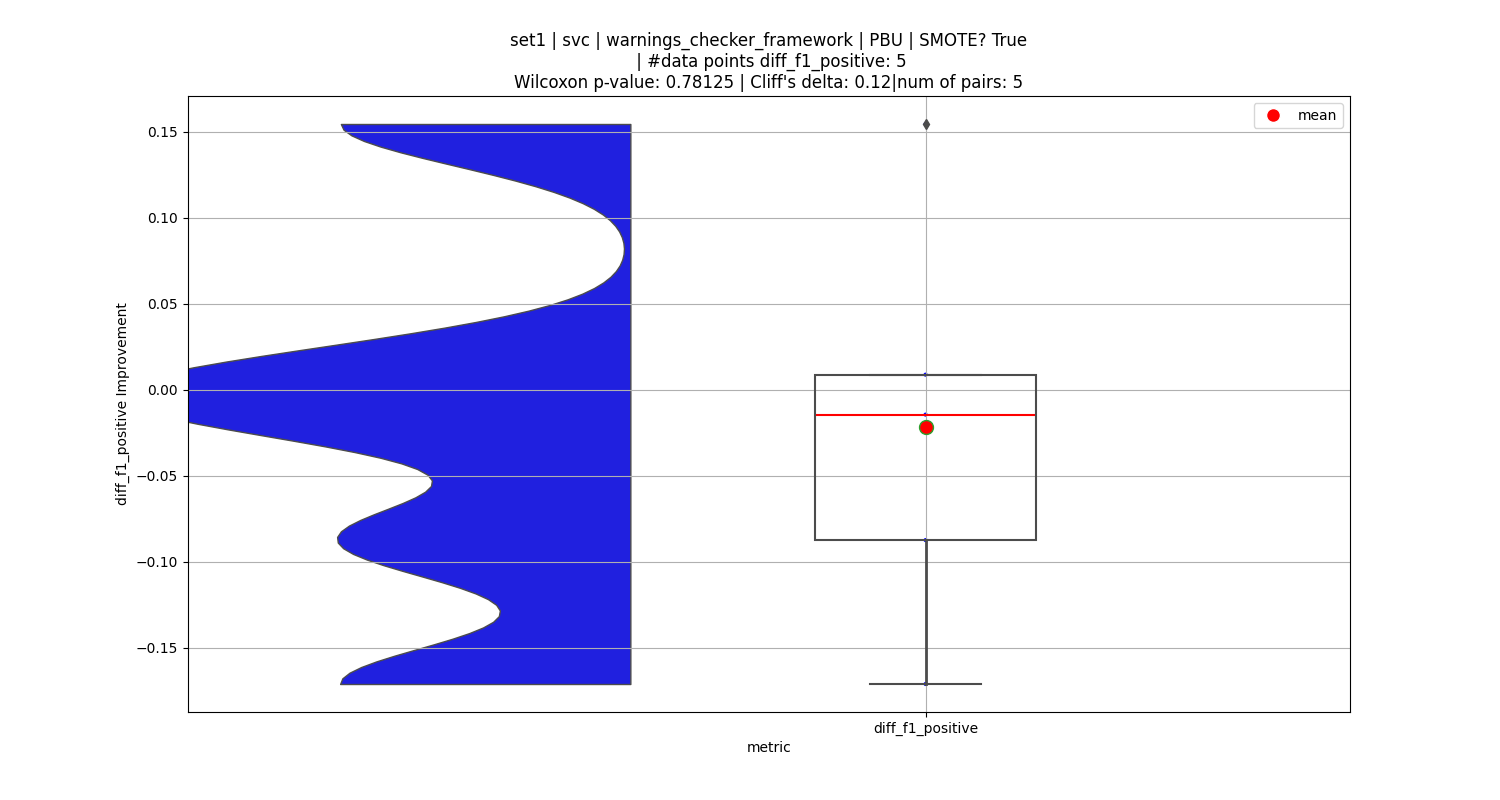 set1 | svc | warnings_checker_framework | PBU | SMOTE? True
| #data points diff_f1_positive: 5
Wilcoxon p-value: 0.78125 | Cliff's delta: 0.12|num of pairs: 5
mean
0.15
0.10
0.05
0.00
−0.05
−0.10
−0.15
diff_f1_positive Improvement
diff_f1_positive
metric